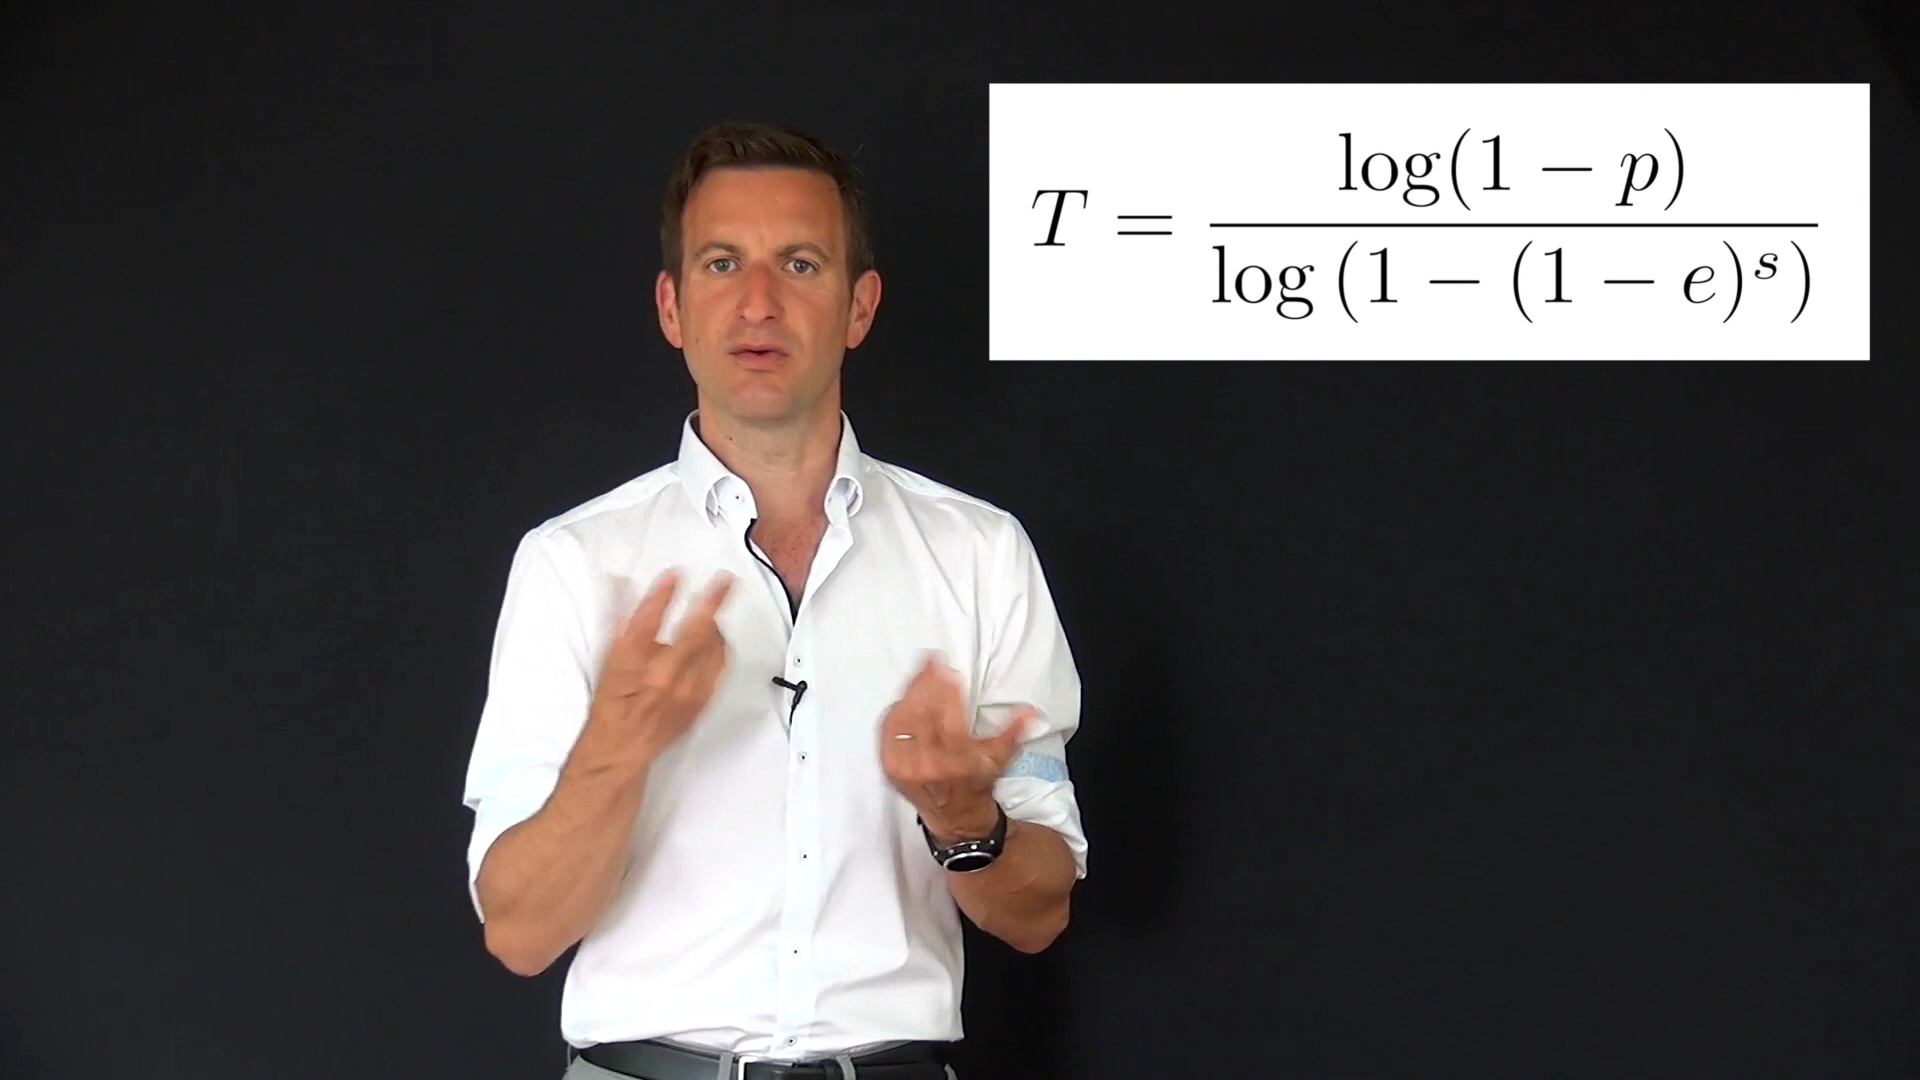 T = log(1 − p) / log (1 − (1 − e)^s)